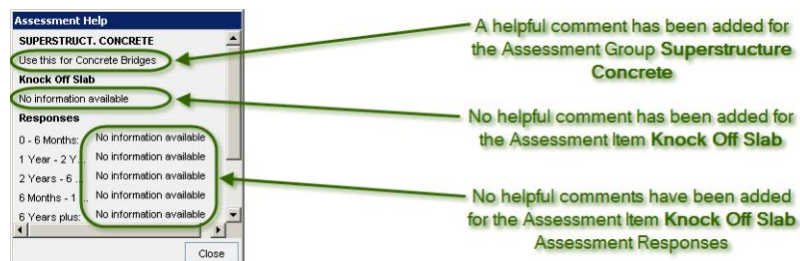 Assessment Help
SUPERSTRUCT. CONCRETE
Use this for Concrete Bridges
Knock Off Slab
No information available
Responses
0 - 6 Months: No information available
1 Year - 2 Y... No information available
2 Years - 6 ... No information available
6 Months - 1 ... No information available
6 Years plus: No information available
Close
A helpful comment has been added for
the Assessment Group Superstructure
Concrete
No helpful comment has been added for
the Assessment Item Knock Off Slab
No helpful comments have been added
for the Assessment Item Knock Off Slab
Assessment Responses